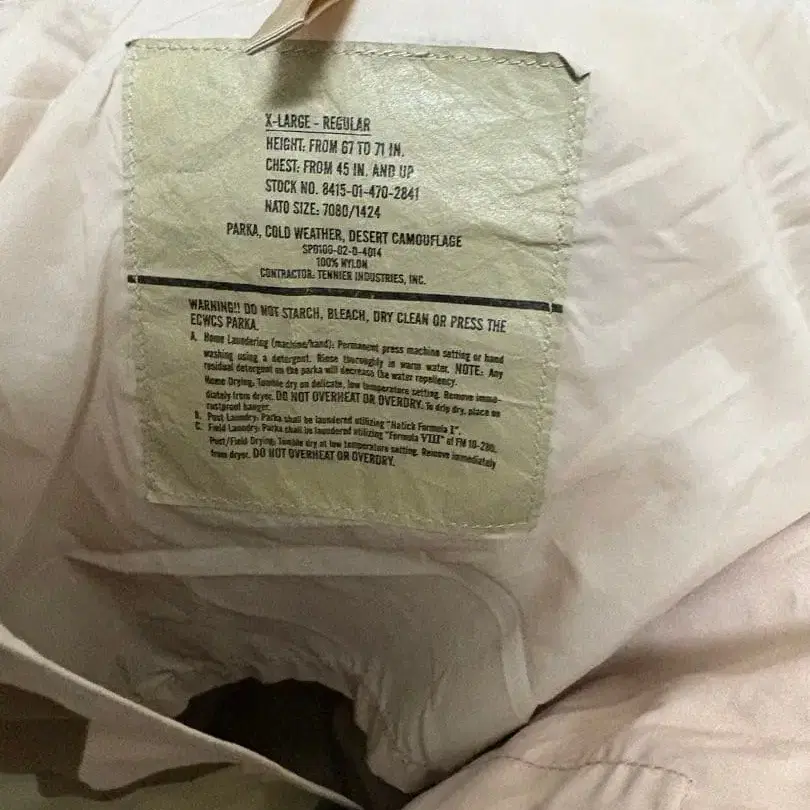 X-LARGE - REGULAR
HEIGHT: FROM 67 TO 71 IN.
CHEST: FROM 45 IN. AND UP
STOCK NO. 8415-01-470-2841
NATO SIZE: 7080/1424
PARKA, COLD WEATHER, DESERT CAMOUFLAGE
SP0100-02-D-4014
100% NYLON
CONTRACTOR: TENNIER INDUSTRIES, INC.
WARNING!! DO NOT STARCH, BLEACH, DRY CLEAN OR PRESS THE
ECWCS PARKA.
A. Home Laundering (machine/hand): Permanent press machine setting or hand
washing using a detergent. Rinse thoroughly in warm water. NOTE: Any
residual detergent on the parka will decrease the water repellency.
Home Drying: Tumble dry on delicate, low temperature setting. Remove imme-
diately from dryer. DO NOT OVERHEAT OR OVERDRY. To drip dry, place on
rustproof hanger.
B. Post Laundry: Parka shall be laundered utilizing "Natick Formula I".
C. Field Laundry: Parka shall be laundered utilizing "Formula VIII" of FM 10-280.
Post/Field Drying: Tumble dry at low temperature setting. Remove immediately
from dryer. DO NOT OVERHEAT OR OVERDRY.